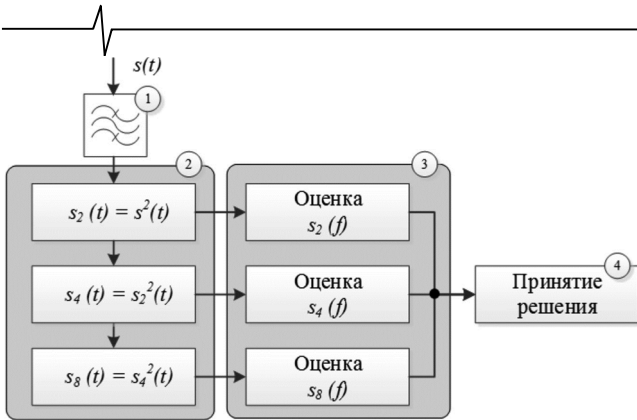 s(t)
1
2
3
s₂ (t) = s²(t)
Оценка
s₂ (f)
4
s₄ (t) = s₂²(t)
Оценка
s₄ (f)
Принятие
решения
s₈ (t) = s₄²(t)
Оценка
s₈ (f)